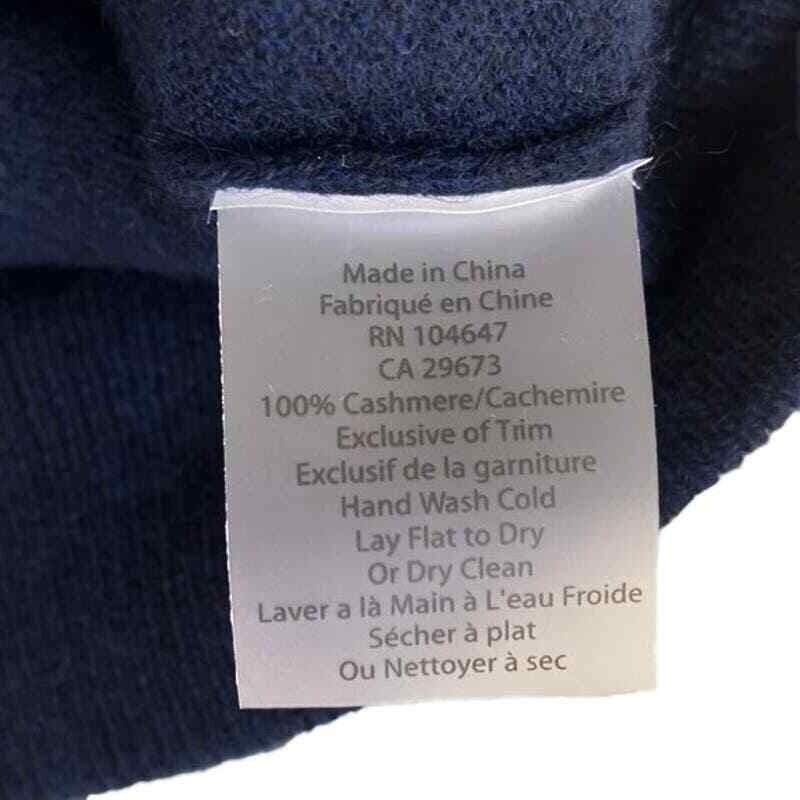 Made in China
Fabriqué en Chine
RN 104647
CA 29673
100% Cashmere/Cachemire
Exclusive of Trim
Exclusif de la garniture
Hand Wash Cold
Lay Flat to Dry
Or Dry Clean
Laver a là Main à L'eau Froide
Sécher à plat
Ou Nettoyer à sec